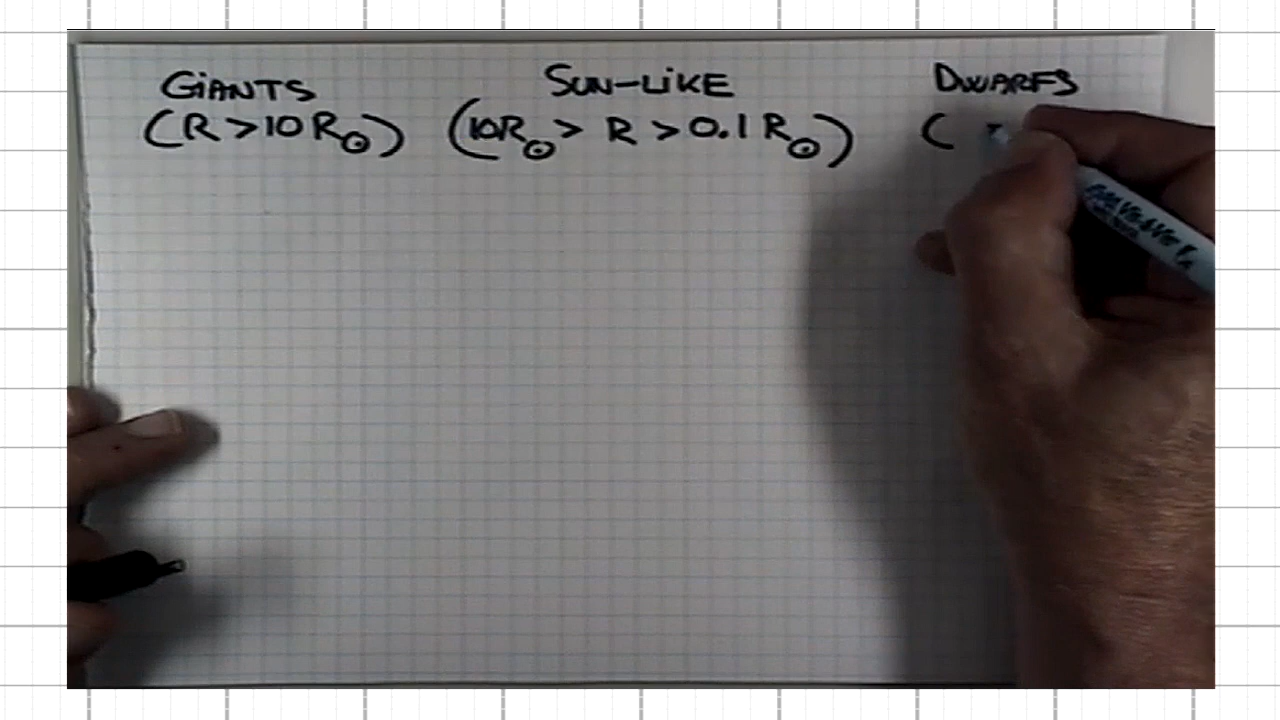 GiANTS SUN-LiKE DWARFS
(R > 10 R☉) (10R☉ > R > 0.1 R☉) (